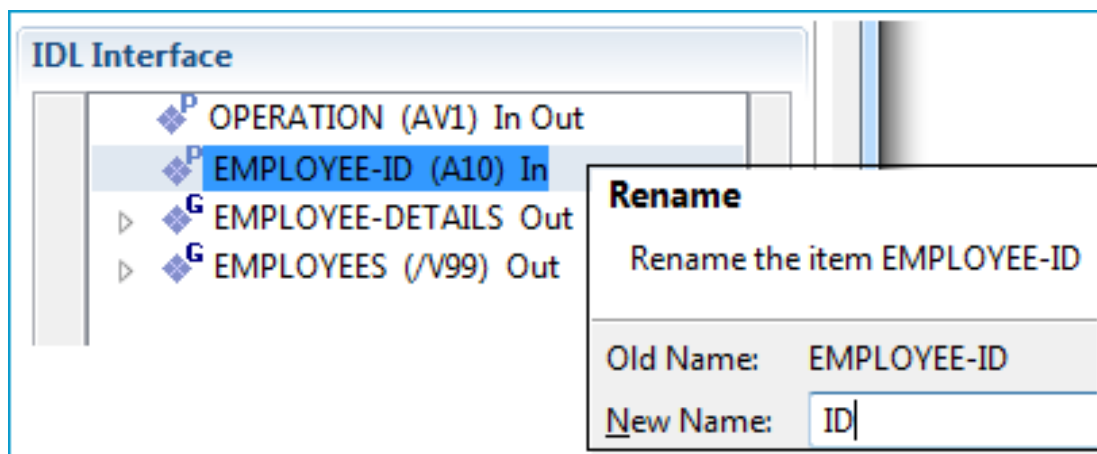 IDL Interface
P OPERATION (AV1) In Out
P EMPLOYEE-ID (A10) In
G EMPLOYEE-DETAILS Out
G EMPLOYEES (/V99) Out
Rename
Rename the item EMPLOYEE-ID
Old Name: EMPLOYEE-ID
New Name: ID